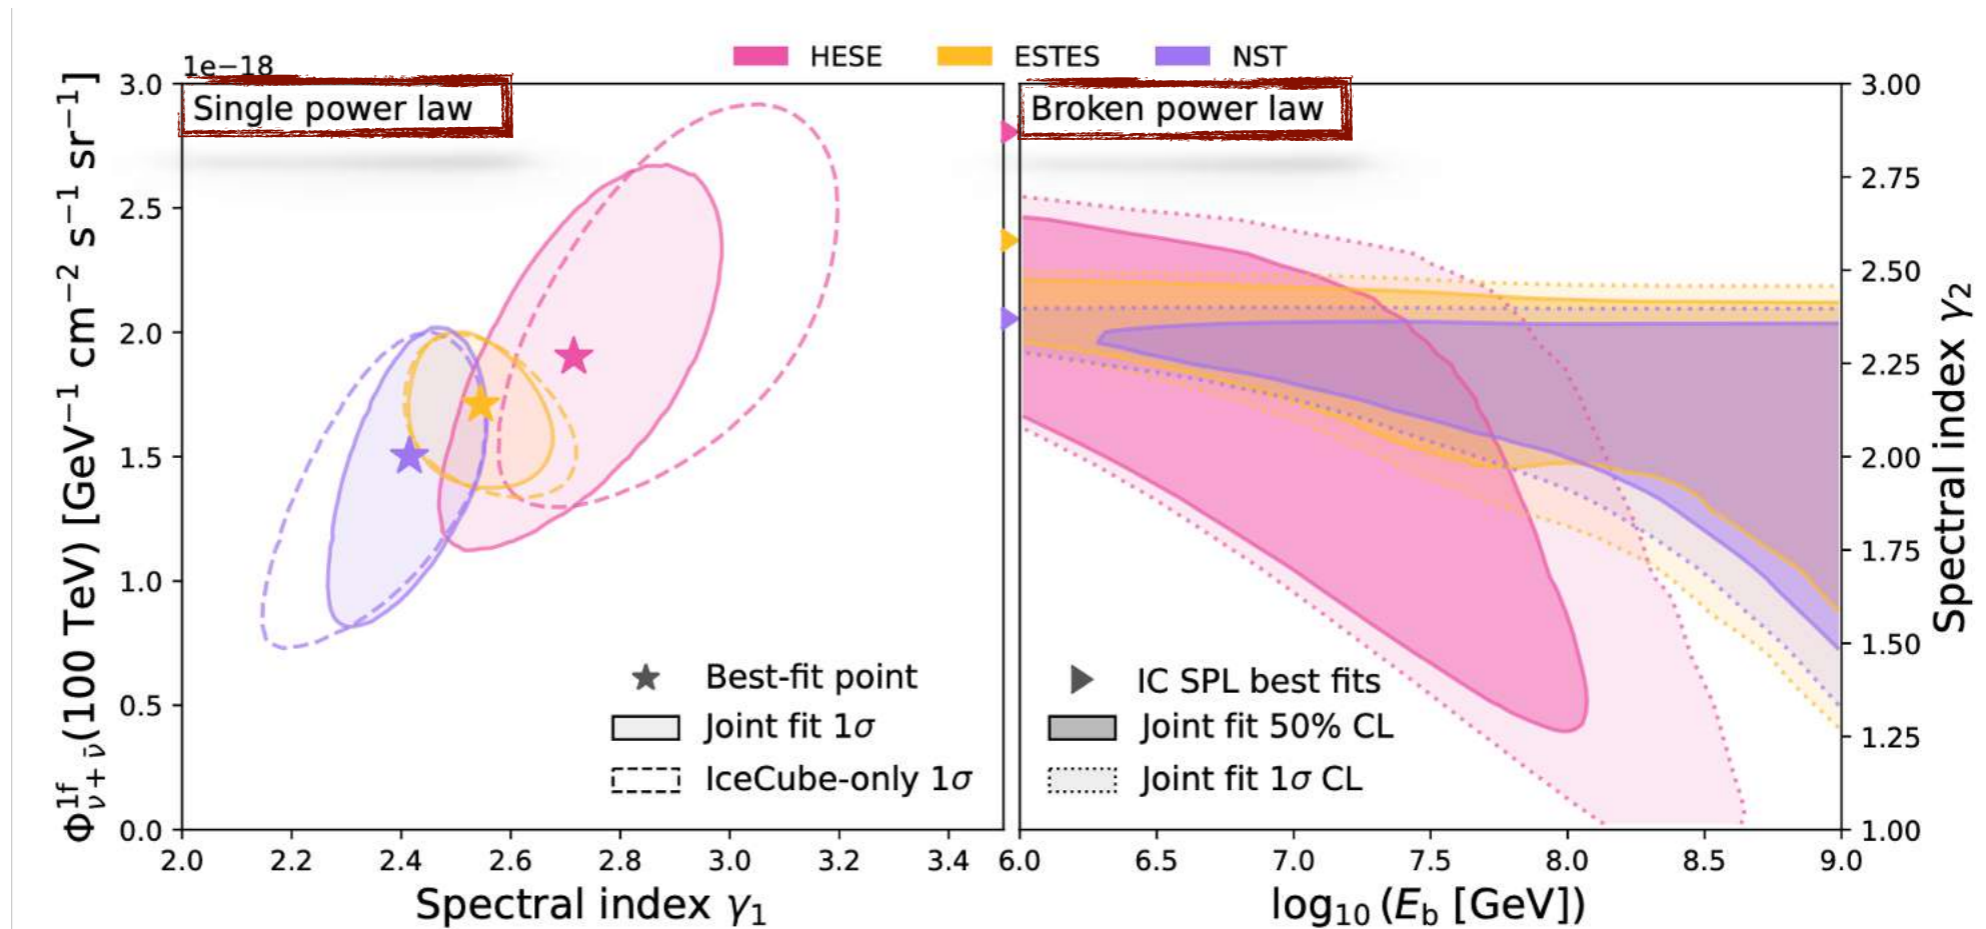 HESE ESTES NST
1e−18
Single power law
Broken power law
Φ^{1f}_{ν+ν̄}(100 TeV) [GeV⁻¹ cm⁻² s⁻¹ sr⁻¹]
3.0
2.5
2.0
1.5
1.0
0.5
0.0
2.0 2.2 2.4 2.6 2.8 3.0 3.2 3.4
Spectral index γ₁
Best-fit point
Joint fit 1σ
IceCube-only 1σ
IC SPL best fits
Joint fit 50% CL
Joint fit 1σ CL
6.0 6.5 7.0 7.5 8.0 8.5 9.0
log₁₀ (E_b [GeV])
3.00
2.75
2.50
2.25
2.00
1.75
1.50
1.25
1.00
Spectral index γ₂